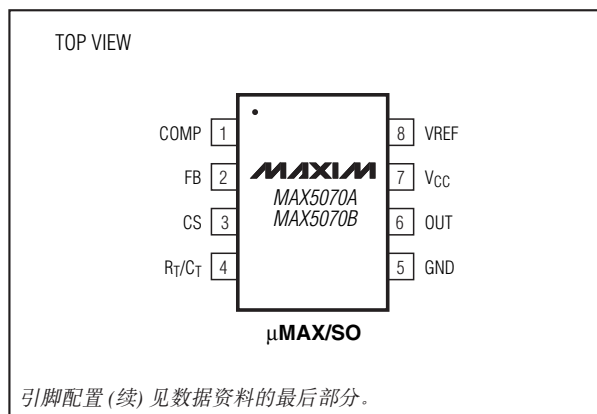 TOP VIEW
COMP 1 8 VREF
FB 2 MAXIM 7 VCC
MAX5070A
CS 3 MAX5070B 6 OUT
RT/CT 4 5 GND
μMAX/SO
引脚配置 (续) 见数据资料的最后部分。